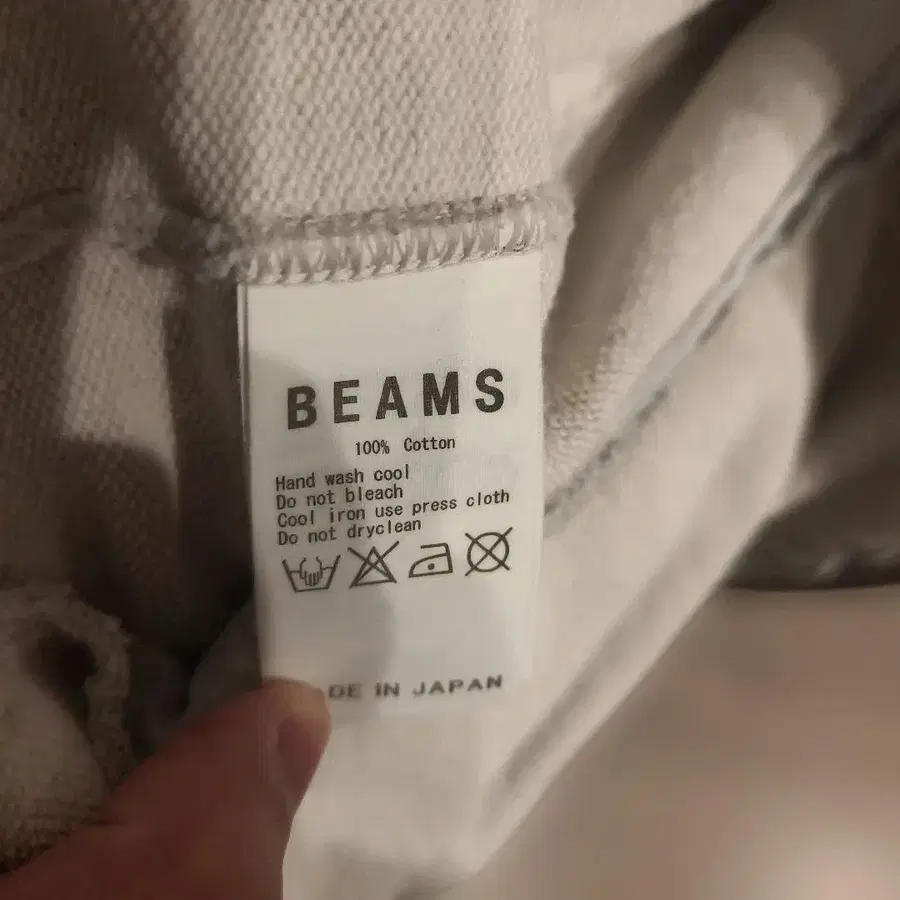 BEAMS
100% Cotton
Hand wash cool
Do not bleach
Cool iron use press cloth
Do not dryclean
DE IN JAPAN